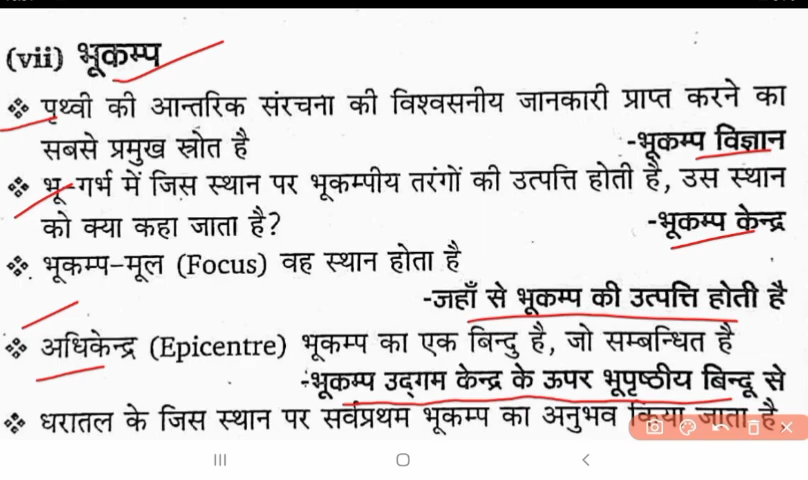 (vii) भूकम्प
पृथ्वी की आन्तरिक संरचना की विश्वसनीय जानकारी प्राप्त करने का
सबसे प्रमुख स्रोत है -भूकम्प विज्ञान
भू-गर्भ में जिस स्थान पर भूकम्पीय तरंगों की उत्पत्ति होती है, उस स्थान
को क्या कहा जाता है? -भूकम्प केन्द्र
भूकम्प-मूल (Focus) वह स्थान होता है
-जहाँ से भूकम्प की उत्पत्ति होती है
अधिकेन्द्र (Epicentre) भूकम्प का एक बिन्दु है, जो सम्बन्धित है
-भूकम्प उद्गम केन्द्र के ऊपर भूपृष्ठीय बिन्दू से
धरातल के जिस स्थान पर सर्वप्रथम भूकम्प का अनुभव किया जाता है,